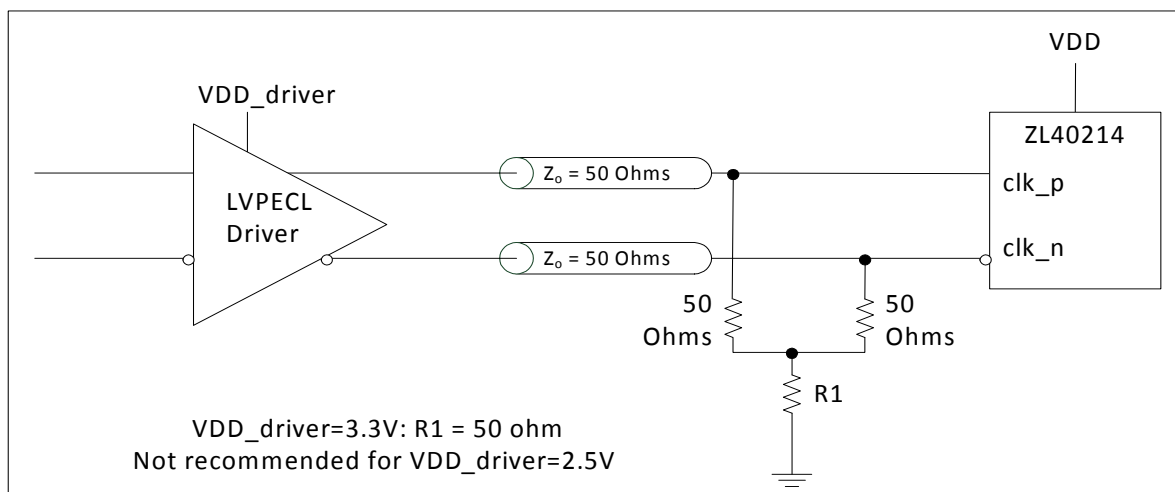 VDD
VDD_driver
ZL40214
Zₒ = 50 Ohms
clk_p
LVPECL
Driver
Zₒ = 50 Ohms
clk_n
50
Ohms
50
Ohms
R1
VDD_driver=3.3V: R1 = 50 ohm
Not recommended for VDD_driver=2.5V